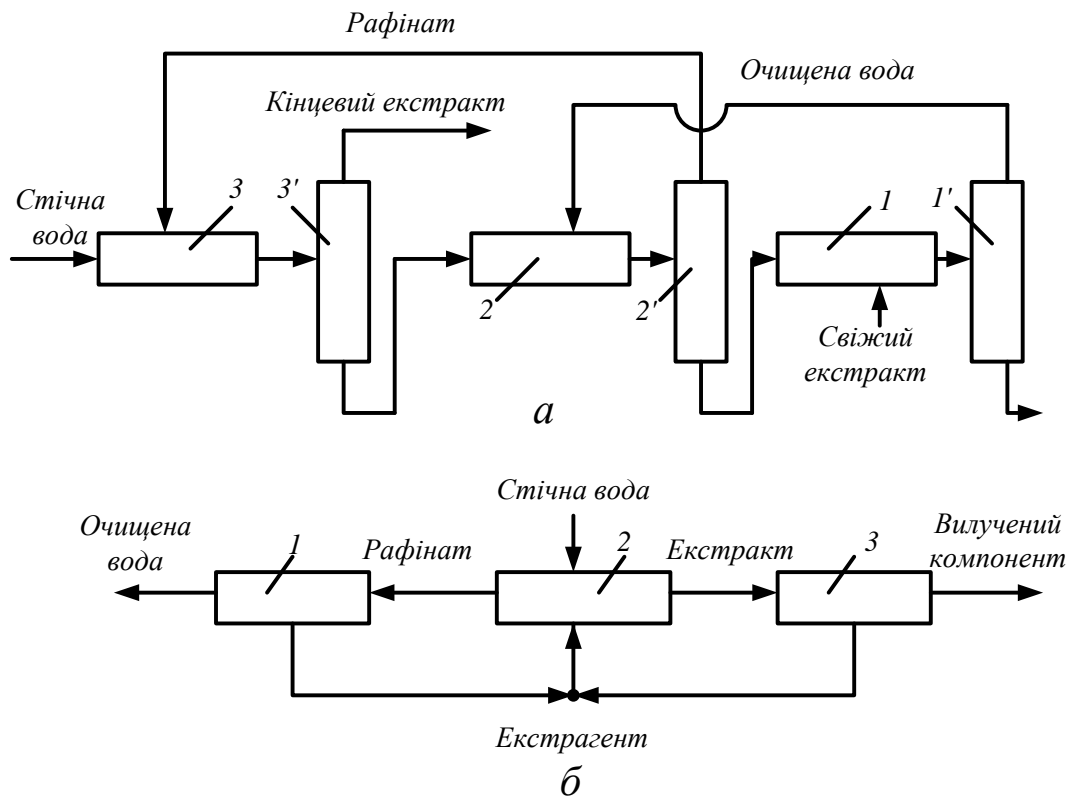 Рафінат
Очищена вода
Кінцевий екстракт
Стічна
вода
3
3'
2
2'
1
1'
Свіжий
екстракт
а
Стічна вода
Очищена
вода
1
Рафінат
2
Екстракт
3
Вилучений
компонент
Екстрагент
б